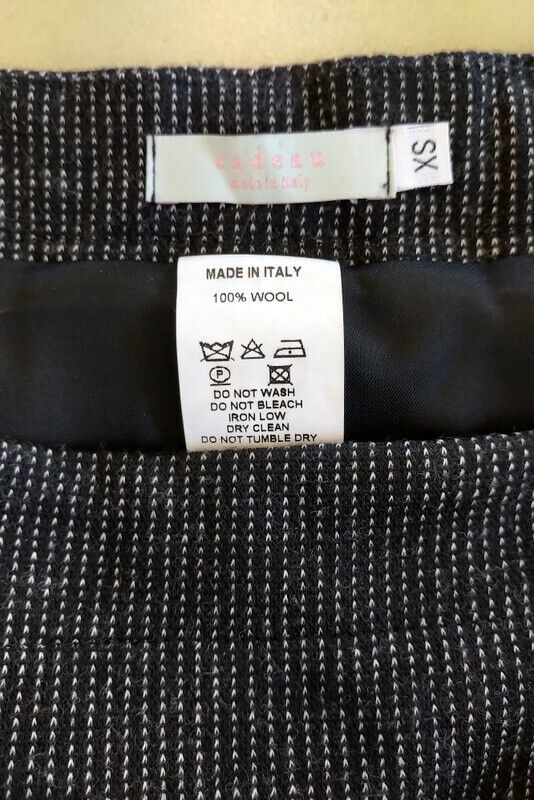 tadeau
made in italy
XS
MADE IN ITALY
100% WOOL
P
DO NOT WASH
DO NOT BLEACH
IRON LOW
DRY CLEAN
DO NOT TUMBLE DRY